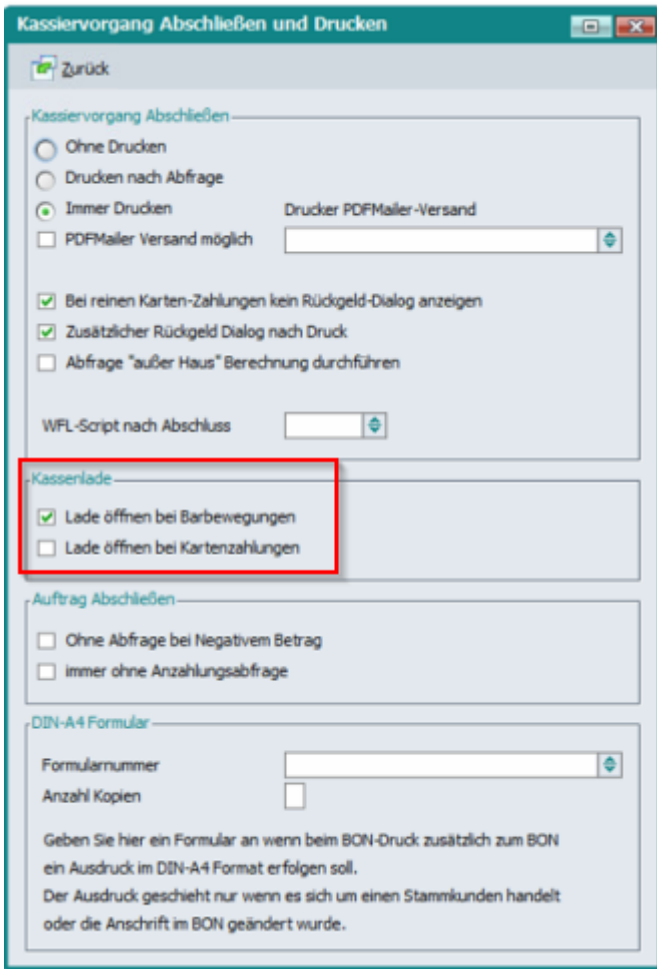 Kassiervorgang Abschließen und Drucken
Zurück
Kassiervorgang Abschließen
Ohne Drucken
Drucken nach Abfrage
Immer Drucken Drucker PDFMailer-Versand
PDFMailer Versand möglich
Bei reinen Karten-Zahlungen kein Rückgeld-Dialog anzeigen
Zusätzlicher Rückgeld Dialog nach Druck
Abfrage "außer Haus" Berechnung durchführen
WFL-Script nach Abschluss
Kassenlade
Lade öffnen bei Barbewegungen
Lade öffnen bei Kartenzahlungen
Auftrag Abschließen
Ohne Abfrage bei Negativem Betrag
immer ohne Anzahlungsabfrage
DIN-A4 Formular
Formularnummer
Anzahl Kopien
Geben Sie hier ein Formular an wenn beim BON-Druck zusätzlich zum BON
ein Ausdruck im DIN-A4 Format erfolgen soll.
Der Ausdruck geschieht nur wenn es sich um einen Stammkunden handelt
oder die Anschrift im BON geändert wurde.